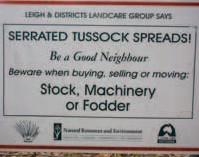 LEIGH & DISTRICTS LANDCARE GROUP SAYS
SERRATED TUSSOCK SPREADS!
Be a Good Neighbour
Beware when buying, selling or moving:
Stock, Machinery
or Fodder
Natural Resources and Environment